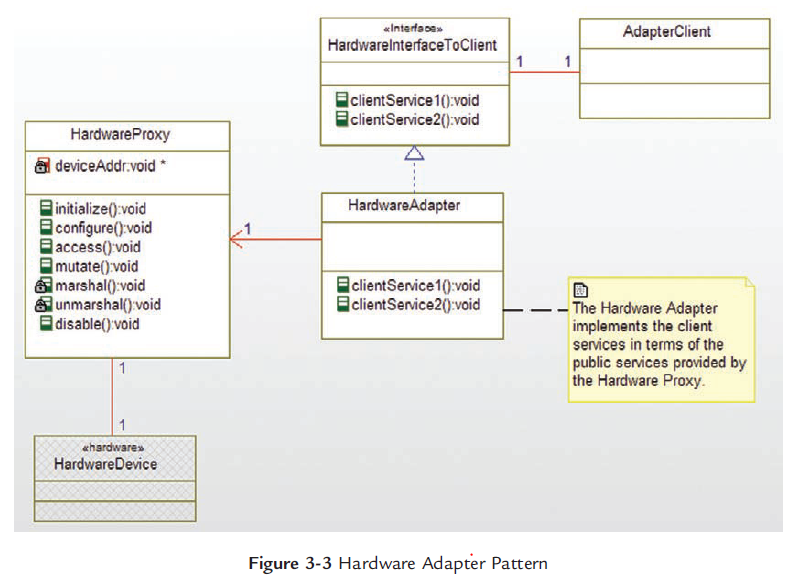 «Interface»
HardwareInterfaceToClient
clientService1():void
clientService2():void
1
1
AdapterClient
HardwareProxy
deviceAddr:void *
initialize():void
configure():void
access():void
mutate():void
marshal():void
unmarshal():void
disable():void
1
HardwareAdapter
clientService1():void
clientService2():void
The Hardware Adapter
implements the client
services in terms of the
public services provided by
the Hardware Proxy.
1
1
«hardware»
HardwareDevice
Figure 3-3 Hardware Adapter Pattern